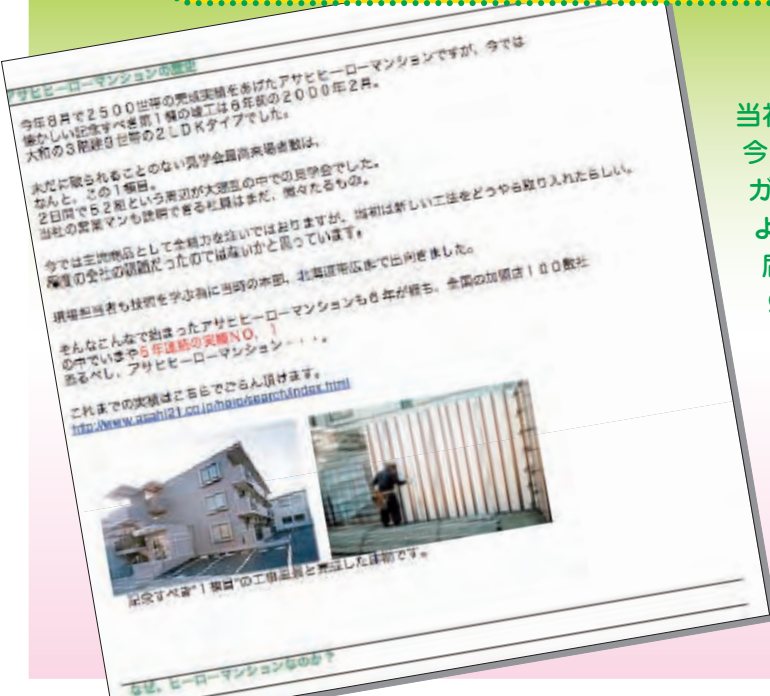 アサヒヒーローマンションの歴史
今年8月で2500世帯の完成実績をあげたアサヒヒーローマンションですが、今では
懐かしい記念すべき第1棟の竣工は6年前の2000年2月。
大和の3階建9世帯の2LDKタイプでした。
未だに破られることのない見学会最高来場者数は、
なんと、この1棟目。
2日間で52組という周辺が大混乱の中での見学会でした。
当社の営業マンも説明できる社員はまだ、微々たるもの。
今では主流商品として全精力を注いではおりますが、当初は新しい工法をどうやら取り入れたらしい。
程度の会社の認識だったのではないかと思っています。
現場担当者も技術を学ぶ為に当時の本部、北海道帯広まで出向きました。
そんなこんなで始まったアサヒヒーローマンションも6年が経ち、全国の加盟店100数社
の中でいまや5年連続の実績NO.1
恐るべし、アサヒヒーローマンション・・・。
これまでの実績はこちらでごらん頂けます。
http://www.asahi21.co.jp/heio/search/index.html
記念すべき"1棟目"の工事風景と完成した建物です。
なぜ、ヒーローマンションなのか？
当社
今
が
よ